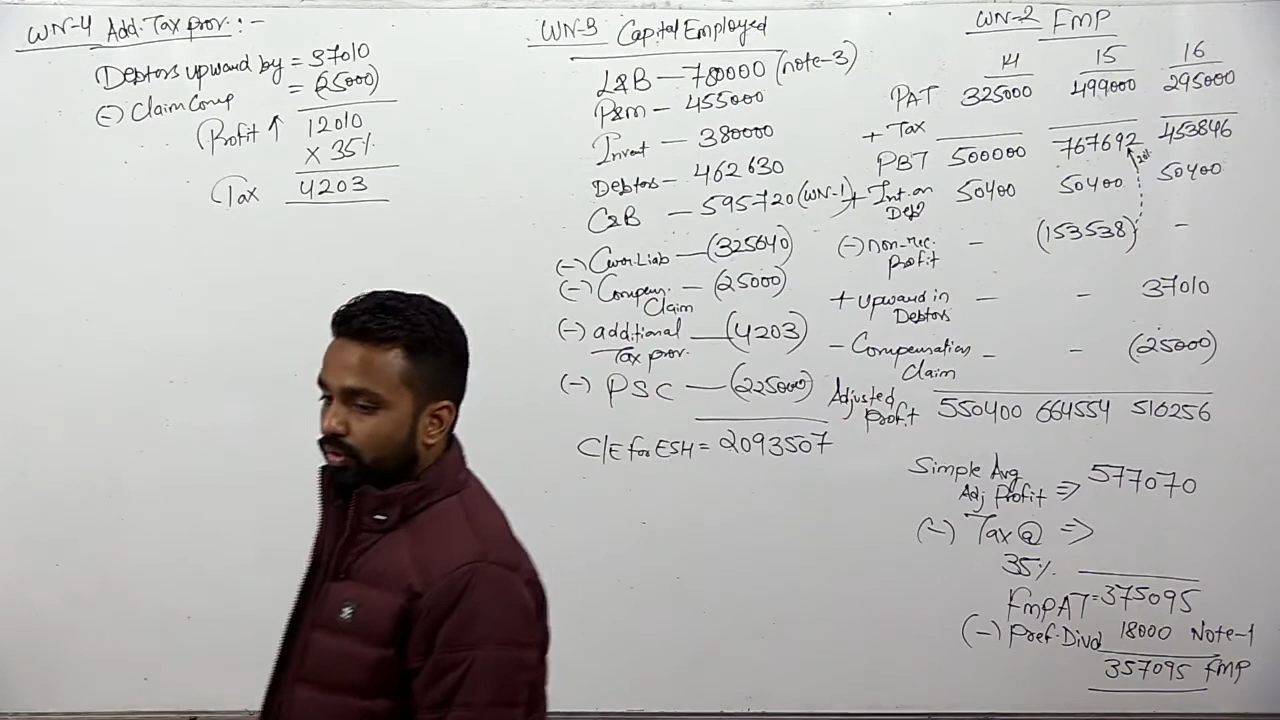 WN-4 Add. Tax prov. :-
Debtors upward by = 37010
(-) Claim Comp = (25000)
Profit ↑ 12010
X 35%
Tax 4203
WN-3 Capital Employed
L&B — 780000 (note-3)
P&M — 455000
Invent — 380000
Debtors — 462630
C&B — 595720 (WN-1)
(-) Curr. Liab — (325640)
(-) Compen. Claim — (25000)
(-) additional Tax prov. — (4203)
(-) PSC — (225000)
C/E for ESH = 2093507
WN-2 FMP
14 15 16
PAT 325000 499000 295000
+ Tax
PBT 500000 767692 453846
+ Int. on Deb? 50400 50400 50400
(-) Non-rec. Profit - (153538) -
20%
+ Upward in Debtors - - 37010
- Compensation Claim - - (25000)
Adjusted Profit 550400 664554 516256
Simple Avg
Adj Profit ⇒ 577070
(-) Tax @ ⇒
35%
FMPAT = 375095
(-) Pref. Divd 18000 Note-1
357095 FMP